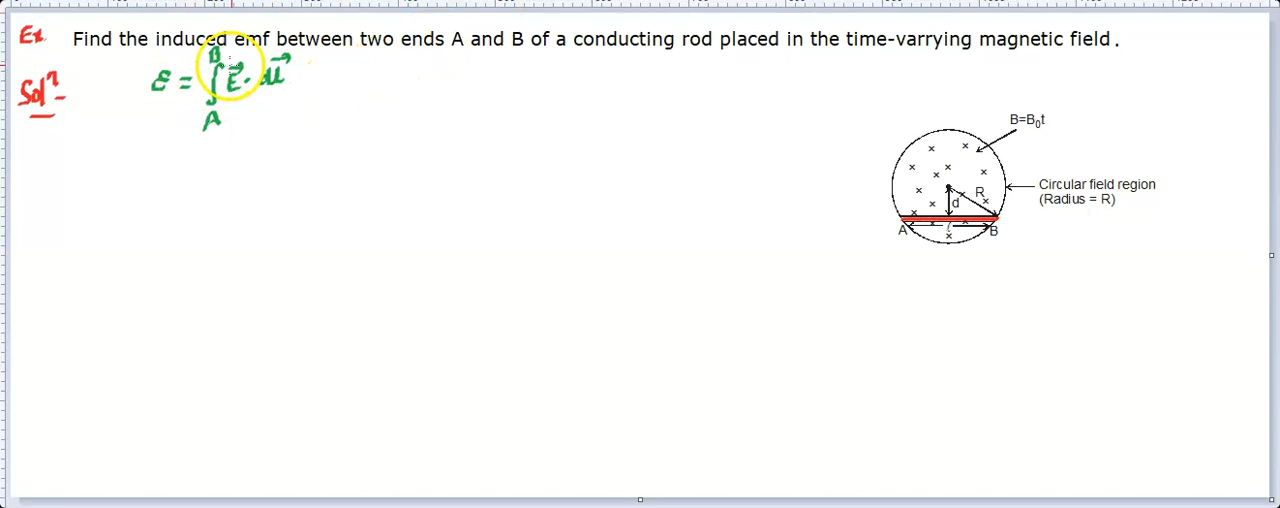 Ex Find the induced emf between two ends A and B of a conducting rod placed in the time-varrying magnetic field.
Solⁿ
ε = ∫_A^B E⃗ · dl⃗
B=B₀t
R
Circular field region
(Radius = R)
d
A l B